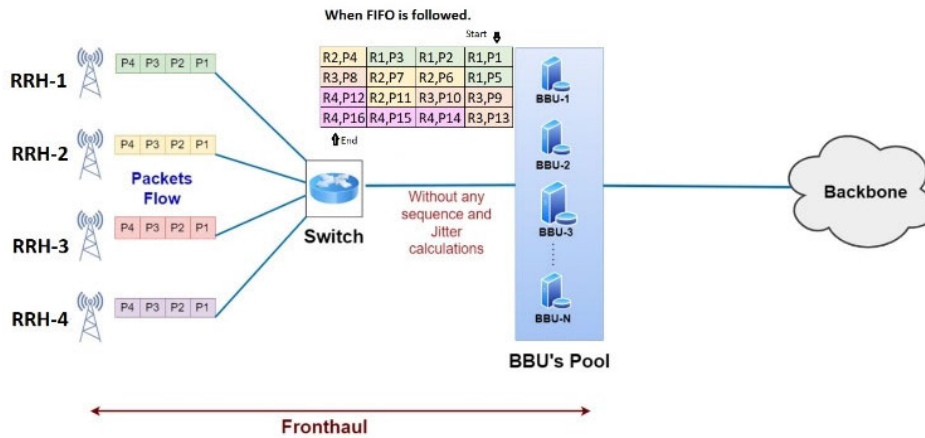 When FIFO is followed.
Start
R2,P4 R1,P3 R1,P2 R1,P1
R3,P8 R2,P7 R2,P6 R1,P5
R4,P12 R2,P11 R3,P10 R3,P9
R4,P16 R4,P15 R4,P14 R3,P13
End
RRH-1
P4 P3 P2 P1
RRH-2
P4 P3 P2 P1
Packets
Flow
RRH-3
P4 P3 P2 P1
RRH-4
P4 P3 P2 P1
Switch
Without any
sequence and
Jitter
calculations
BBU-1
BBU-2
BBU-3
BBU-N
BBU's Pool
Backbone
Fronthaul